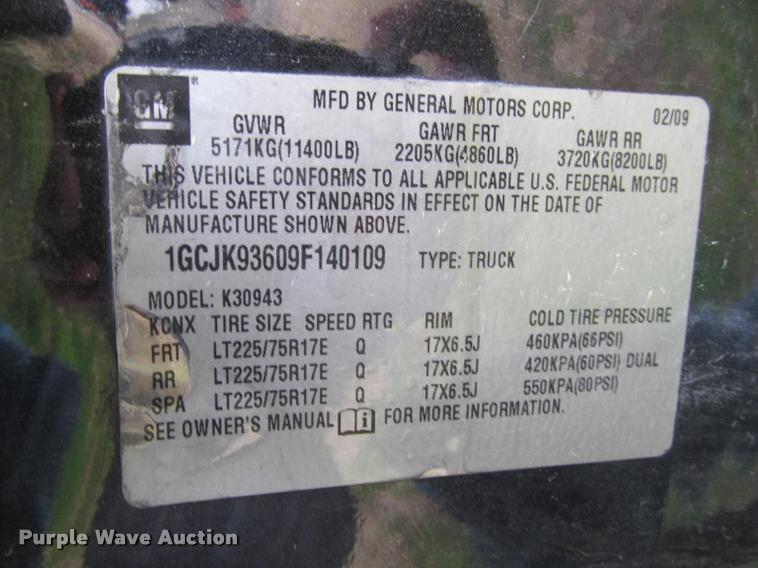 GM
MFD BY GENERAL MOTORS CORP. 02/09
GVWR GAWR FRT GAWR RR
5171KG(11400LB) 2205KG(4860LB) 3720KG(8200LB)
THIS VEHICLE CONFORMS TO ALL APPLICABLE U.S. FEDERAL MOTOR
VEHICLE SAFETY STANDARDS IN EFFECT ON THE DATE OF
MANUFACTURE SHOWN ABOVE.
1GCJK93609F140109 TYPE: TRUCK
MODEL: K30943
KCNX TIRE SIZE SPEED RTG RIM COLD TIRE PRESSURE
FRT LT225/75R17E Q 17X6.5J 460KPA(66PSI)
RR LT225/75R17E Q 17X6.5J 420KPA(60PSI) DUAL
SPA LT225/75R17E Q 17X6.5J 550KPA(80PSI)
SEE OWNER'S MANUAL i FOR MORE INFORMATION.
Purple Wave Auction